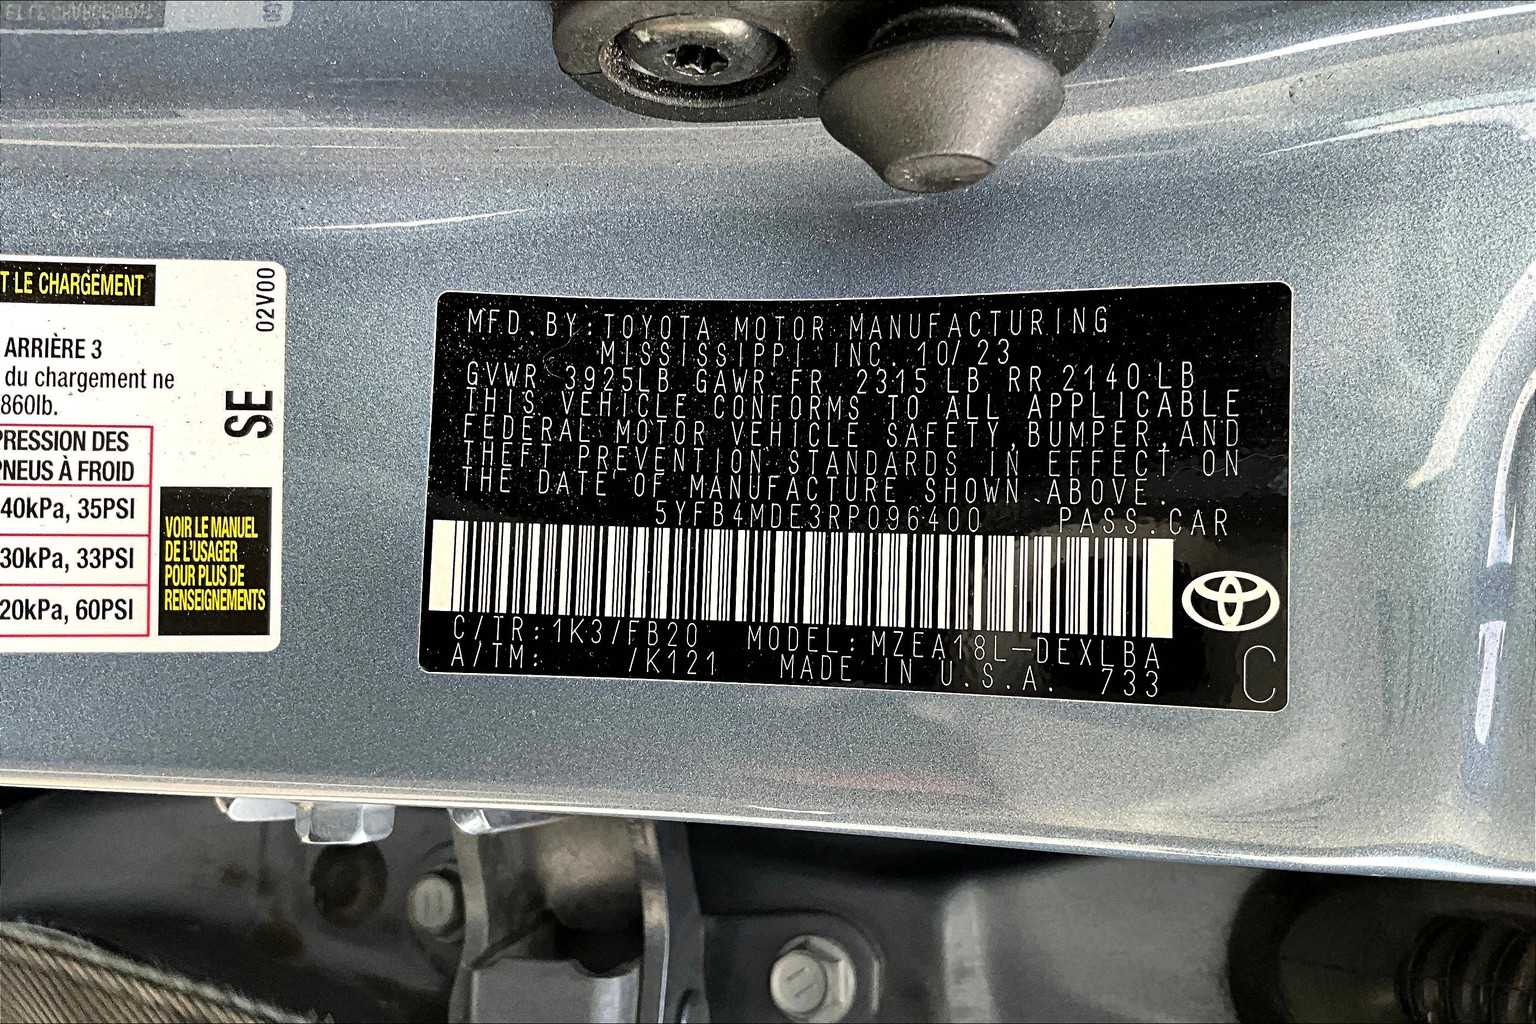 T LE CHARGEMENT
02V00
ARRIÈRE 3
du chargement ne
860lb.
SE
PRESSION DES
PNEUS À FROID
40kPa, 35PSI
30kPa, 33PSI
20kPa, 60PSI
VOIR LE MANUEL
DE L'USAGER
POUR PLUS DE
RENSEIGNEMENTS
MFD. BY: TOYOTA MOTOR MANUFACTURING
MISSISSIPPI INC. 10/23
GVWR 3925LB GAWR FR 2315 LB RR 2140 LB
THIS VEHICLE CONFORMS TO ALL APPLICABLE
FEDERAL MOTOR VEHICLE SAFETY, BUMPER, AND
THEFT PREVENTION STANDARDS IN EFFECT ON
THE DATE OF MANUFACTURE SHOWN ABOVE.
5YFB4MDE3RP096400 PASS. CAR
C/TR: 1K3/FB20 MODEL: MZEA18L-DEXLBA
A/TM: /K121 MADE IN U.S.A. 733
C